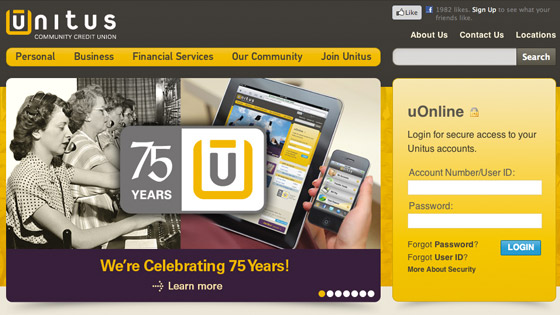 Unitus
COMMUNITY CREDIT UNION
Like
1982 likes. Sign Up to see what your
friends like.
About Us
Contact Us
Locations
Personal
Business
Financial Services
Our Community
Join Unitus
Search
75
YEARS
U
Unitus
We're Celebrating 75 Years!
Learn more
uOnline
Login for secure access to your
Unitus accounts.
Account Number/User ID:
Password:
Forgot Password?
Forgot User ID?
LOGIN
More About Security